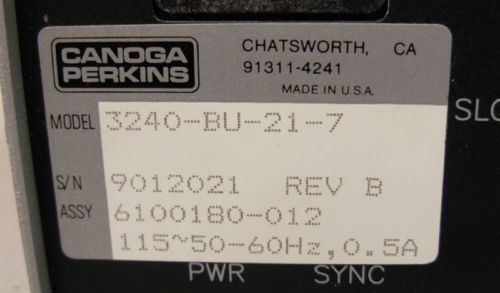 CANOGA
PERKINS
CHATSWORTH, CA
91311-4241
MADE IN U.S.A.
MODEL 3240-BU-21-7
S/N 9012021 REV B
ASSY 6100180-012
115~50-60Hz, 0.5A
PWR SYNC